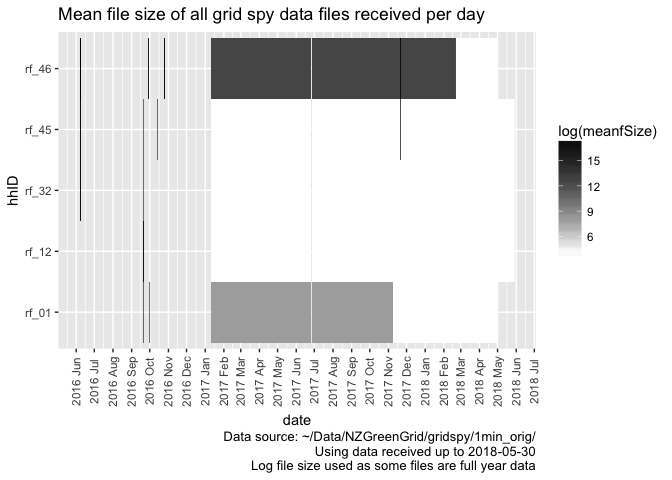 Mean file size of all grid spy data files received per day
hhID
rf_46
rf_45
rf_32
rf_12
rf_01
2016 Jun
2016 Jul
2016 Aug
2016 Sep
2016 Oct
2016 Nov
2016 Dec
2017 Jan
2017 Feb
2017 Mar
2017 Apr
2017 May
2017 Jun
2017 Jul
2017 Aug
2017 Sep
2017 Oct
2017 Nov
2017 Dec
2018 Jan
2018 Feb
2018 Mar
2018 Apr
2018 May
2018 Jun
2018 Jul
date
log(meanfSize)
15
12
9
6
Data source: ~/Data/NZGreenGrid/gridspy/1min_orig/
Using data received up to 2018-05-30
Log file size used as some files are full year data